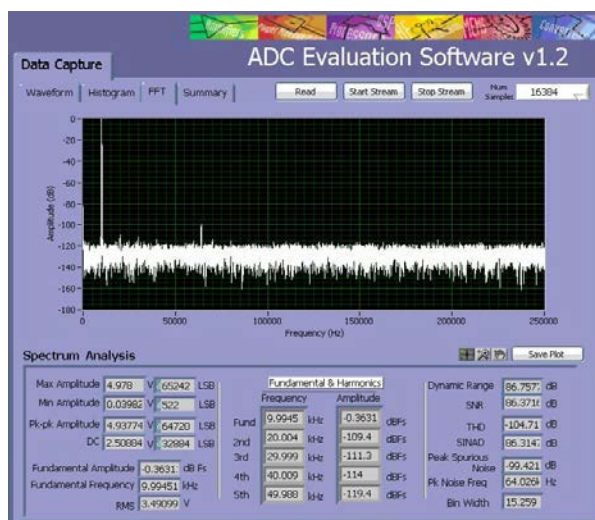 ADC Evaluation Software v1.2
Data Capture
Waveform Histogram FFT Summary Read Start Stream Stop Stream Num Samples 16384
Amplitude (dB)
0
-20
-40
-60
-80
-100
-120
-140
-160
-180
0 50000 100000 150000 200000 250000
Frequency (Hz)
Spectrum Analysis Save Plot
Max Amplitude 4.978 V 65242 LSB
Min Amplitude 0.03982 V 522 LSB
Pk-pk Amplitude 4.93774 V 64720 LSB
DC 2.50884 V 32884 LSB
Fundamental Amplitude -0.3631 dB Fs
Fundamental Frequency 9.99451 kHz
RMS 3.49099 V
Fundamental & Harmonics
Frequency Amplitude
Fund 9.9945 kHz -0.3631 dBFs
2nd 20.004 kHz -109.4 dBFs
3rd 29.999 kHz -111.3 dBFs
4th 40.009 kHz -114 dBFs
5th 49.988 kHz -119.4 dBFs
Dynamic Range 86.757 dB
SNR 86.371 dB
THD -104.71 dB
SINAD 86.314 dB
Peak Spurious Noise -99.421 dB
Pk Noise Freq 64.026k Hz
Bin Width 15.259